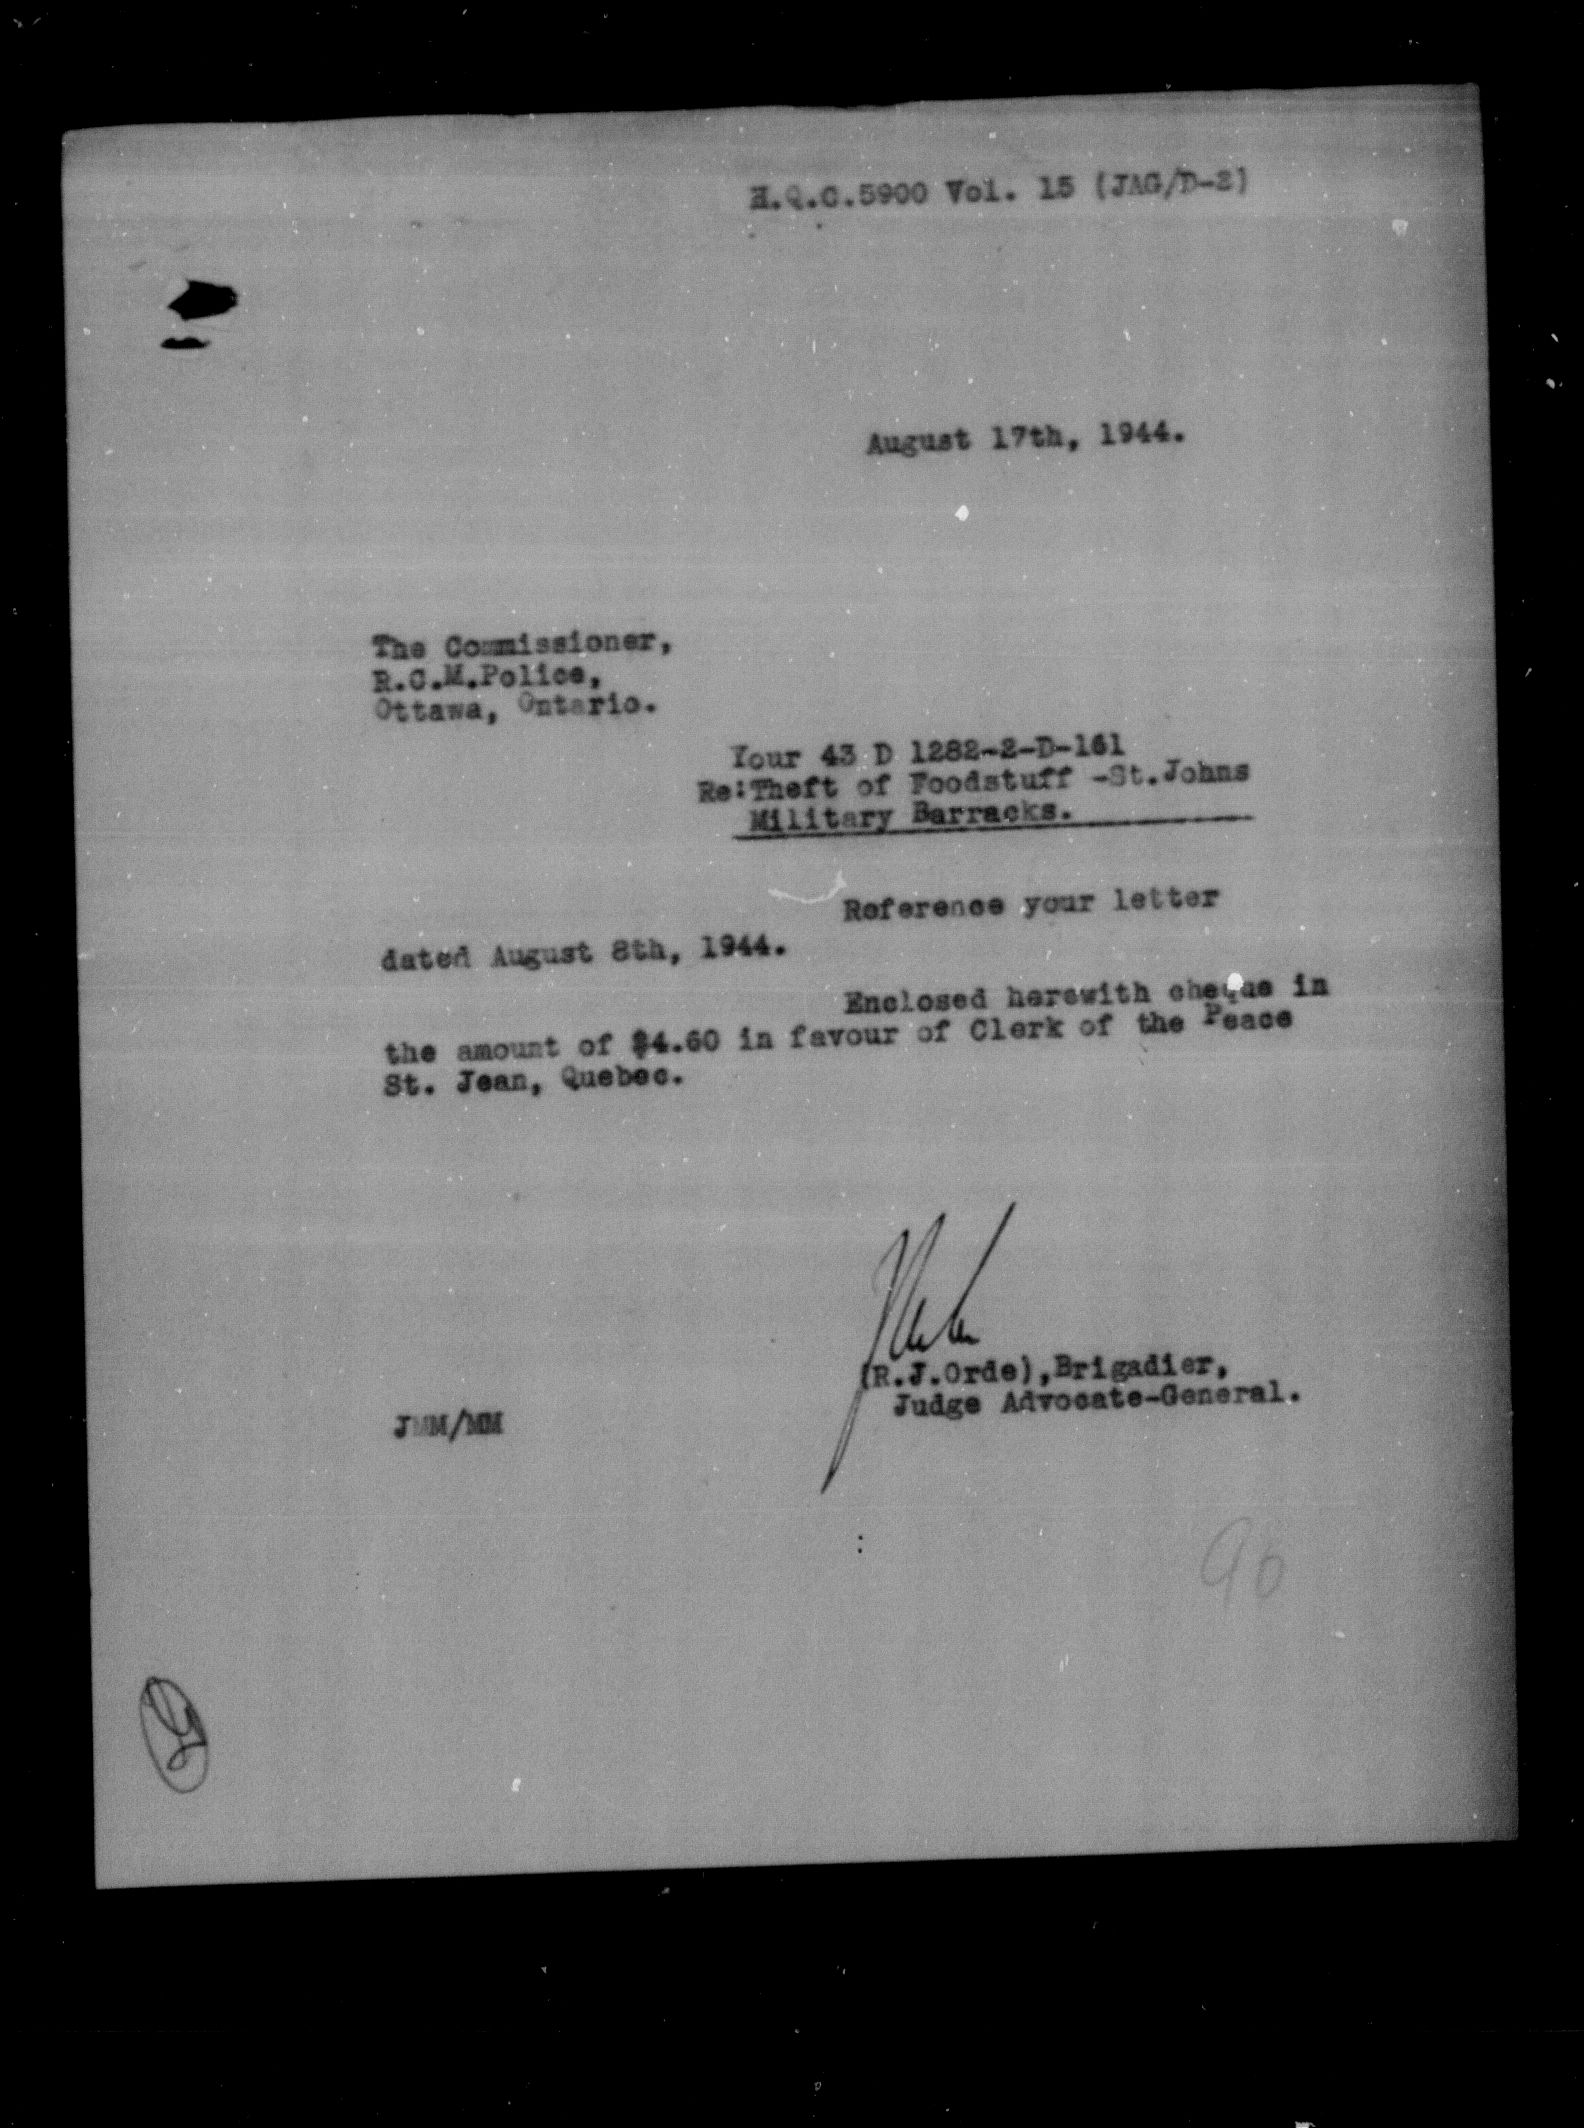 H.Q.C.5900 Vol. 15 (JAG/D-2)
August 17th, 1944.
The Commissioner,
R.C.M.Police,
Ottawa, Ontario.
Your 43 D 1282-2-D-161
Re:Theft of Foodstuff -St.Johns
Military Barracks.
Reference your letter
dated August 8th, 1944.
Enclosed herewith cheque in
the amount of $4.60 in favour of Clerk of the Peace
St. Jean, Quebec.
(R.J.Orde),Brigadier,
Judge Advocate-General.
JMM/MM
96